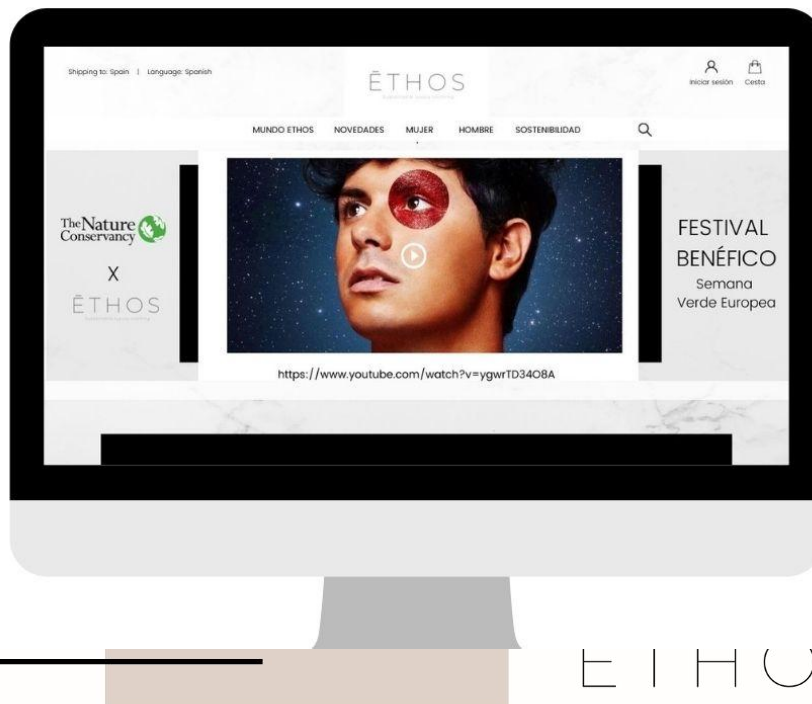 Shipping to: Spain | Language: Spanish
ĒTHOS
Iniciar sesión
Cesta
MUNDO ETHOS NOVEDADES MUJER HOMBRE SOSTENIBILIDAD
The Nature
Conservancy
X
ĒTHOS
FESTIVAL
BENÉFICO
Semana
Verde Europea
https://www.youtube.com/watch?v=ygwrTD34O8A